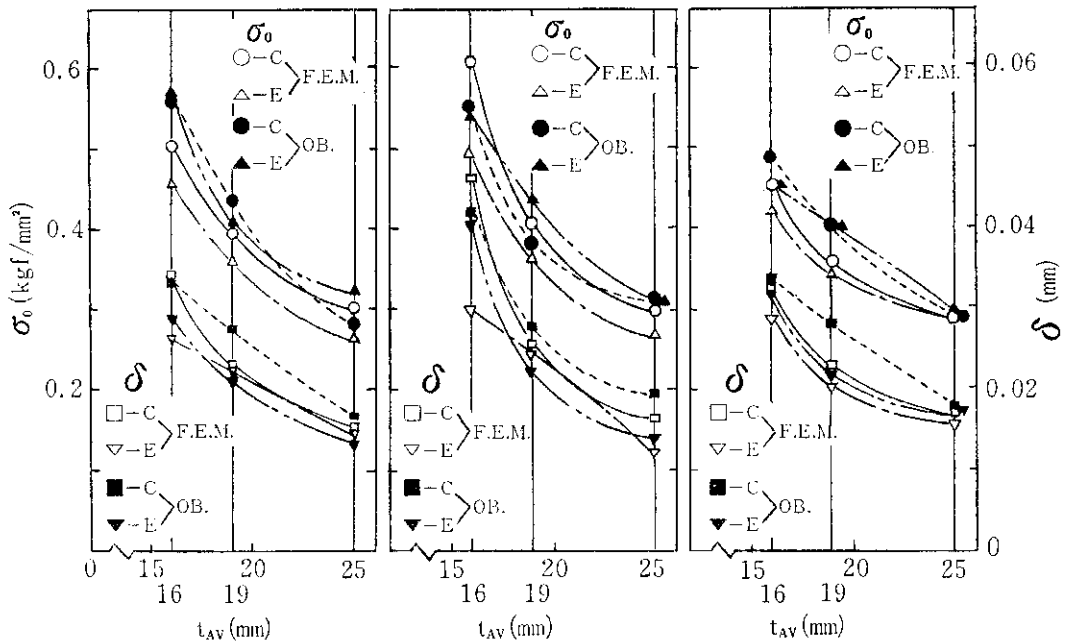 σ₀
○-C
△-E
F.E.M.
●-C
▲-E
OB.
δ
□-C
▽-E
F.E.M.
■-C
▼-E
OB.
σ₀
○-C
△-E
F.E.M.
●-C
▲-E
OB.
δ
□-C
▽-E
F.E.M.
■-C
▼-E
OB.
σ₀
○-C
△-E
F.E.M.
●-C
▲-E
OB.
δ
□-C
▽-E
F.E.M.
■-C
▼-E
OB.
0.6
0.4
0.2
0
σ₀ (kgf/mm²)
0.06
0.04
0.02
0
δ (mm)
15 20 25
16 19
t_AV (mm)
15 20 25
16 19
t_AV (mm)
15 20 25
16 19
t_AV (mm)